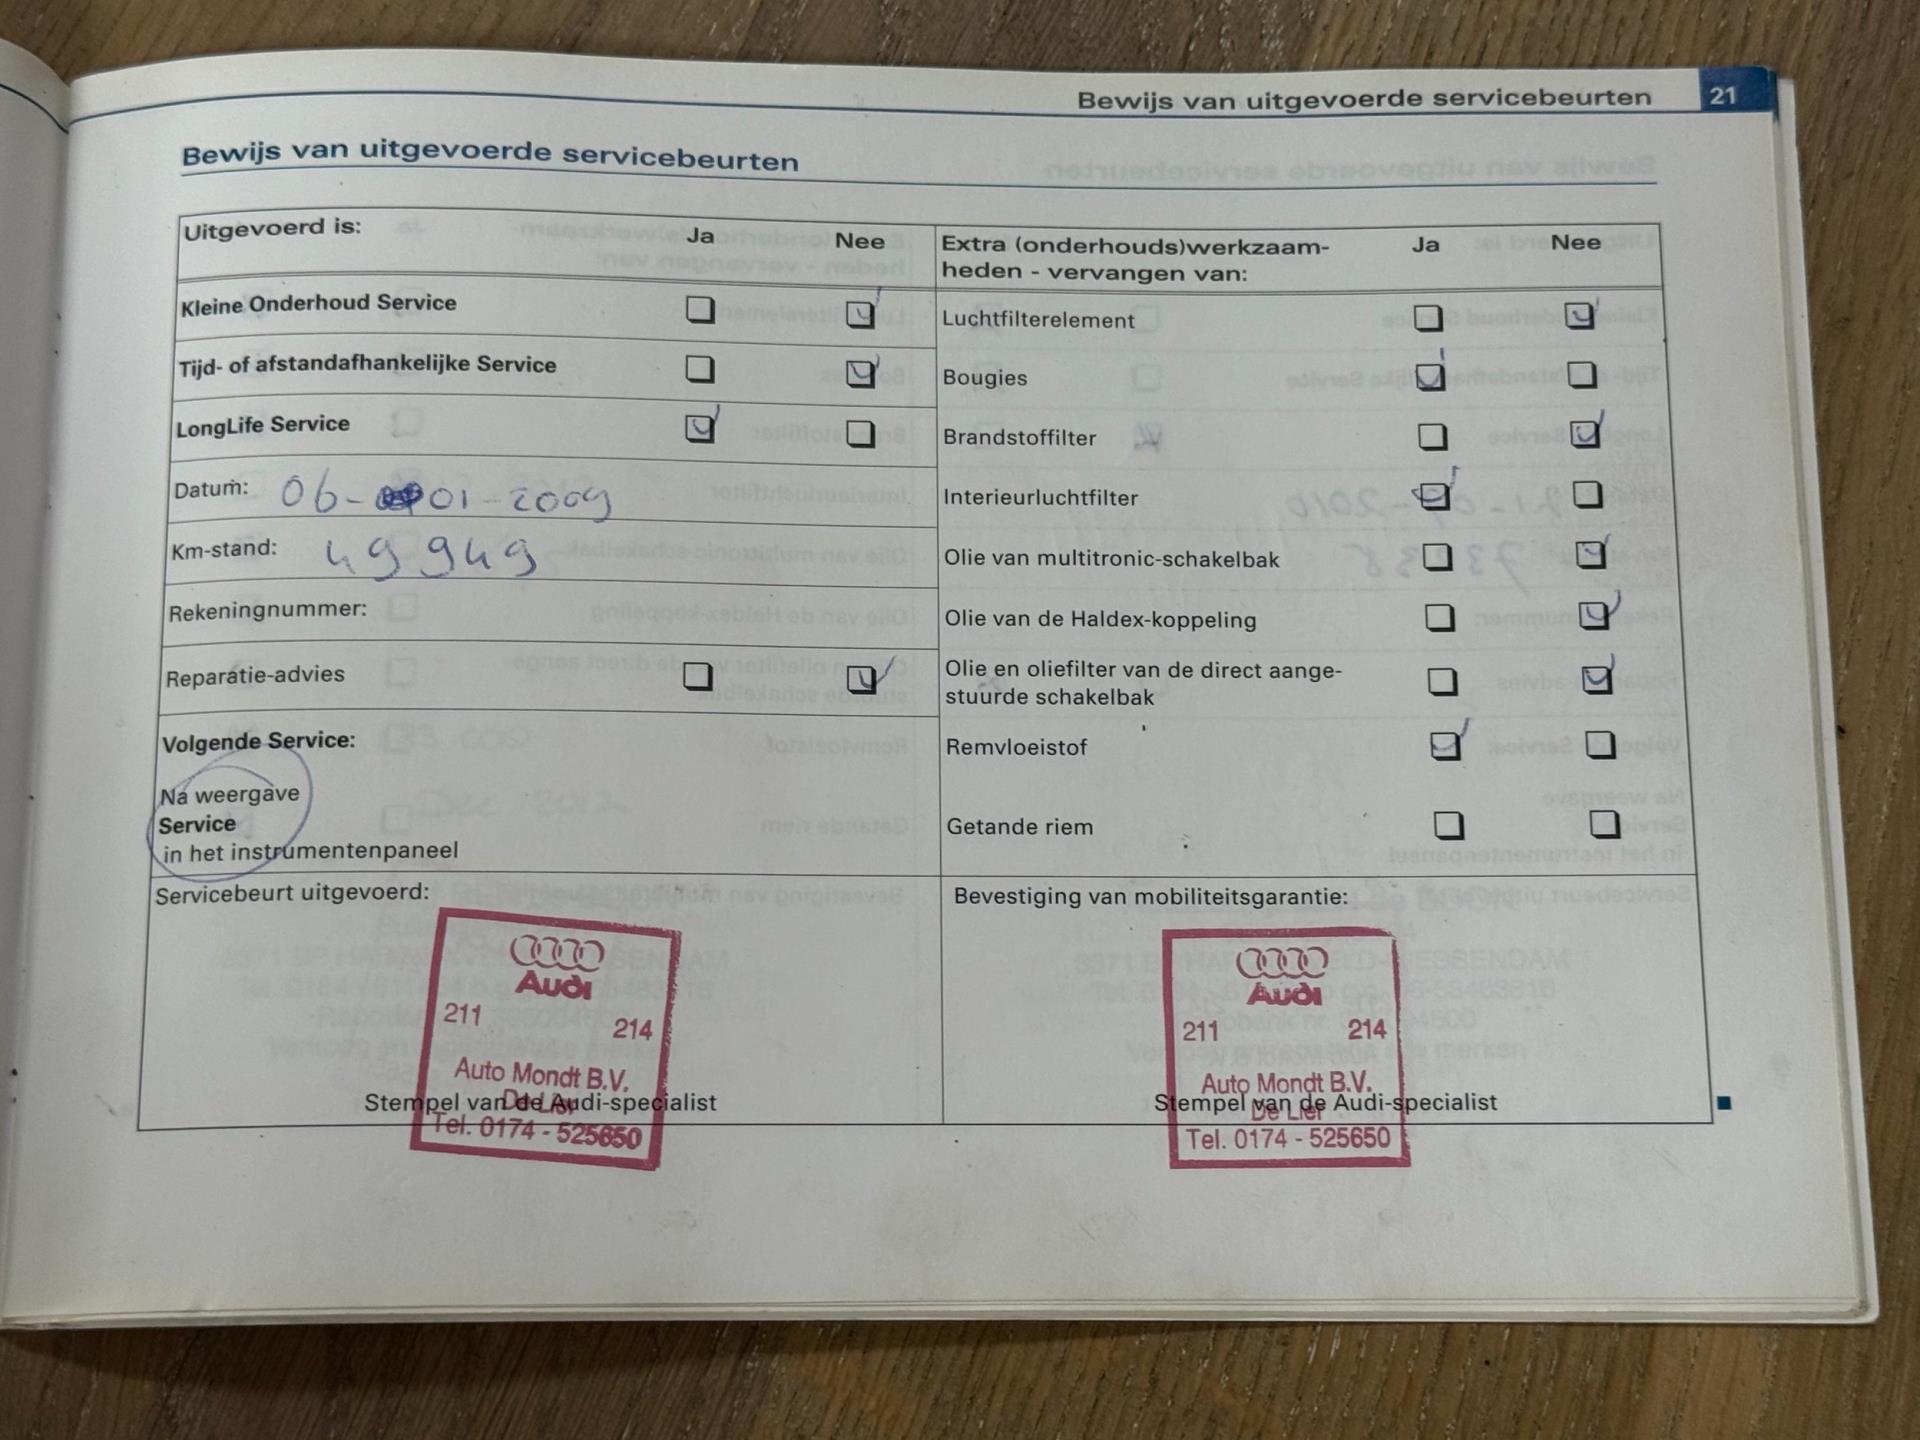 Bewijs van uitgevoerde servicebeurten 21
Bewijs van uitgevoerde servicebeurten
Uitgevoerd is: Ja Nee
Kleine Onderhoud Service
Tijd- of afstandafhankelijke Service
LongLife Service
Datum: 06-01-2009
Km-stand: 49949
Rekeningnummer:
Reparatie-advies
Volgende Service:
Na weergave
Service
in het instrumentenpaneel
Servicebeurt uitgevoerd:
Audi
211 214
Auto Mondt B.V.
De Lier
Tel. 0174 - 525650
Stempel van de Audi-specialist
Extra (onderhouds)werkzaam-
heden - vervangen van: Ja Nee
Luchtfilterelement
Bougies
Brandstoffilter
Interieurluchtfilter
Olie van multitronic-schakelbak
Olie van de Haldex-koppeling
Olie en oliefilter van de direct aange-
stuurde schakelbak
Remvloeistof
Getande riem
Bevestiging van mobiliteitsgarantie:
Audi
211 214
Auto Mondt B.V.
De Lier
Tel. 0174 - 525650
Stempel van de Audi-specialist